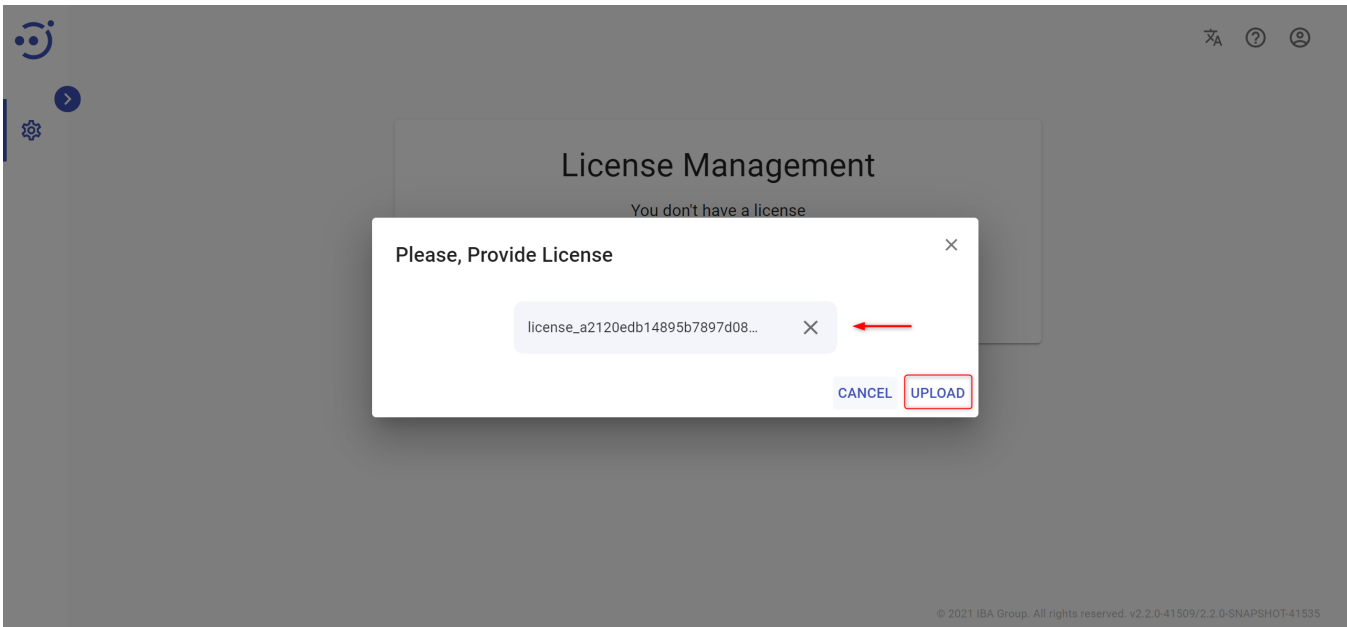 License Management
You don't have a license
Please, Provide License
license_a2120edb14895b7897d08...
CANCEL UPLOAD
© 2021 IBA Group. All rights reserved. v2.2.0-41509/2.2.0-SNAPSHOT-41535